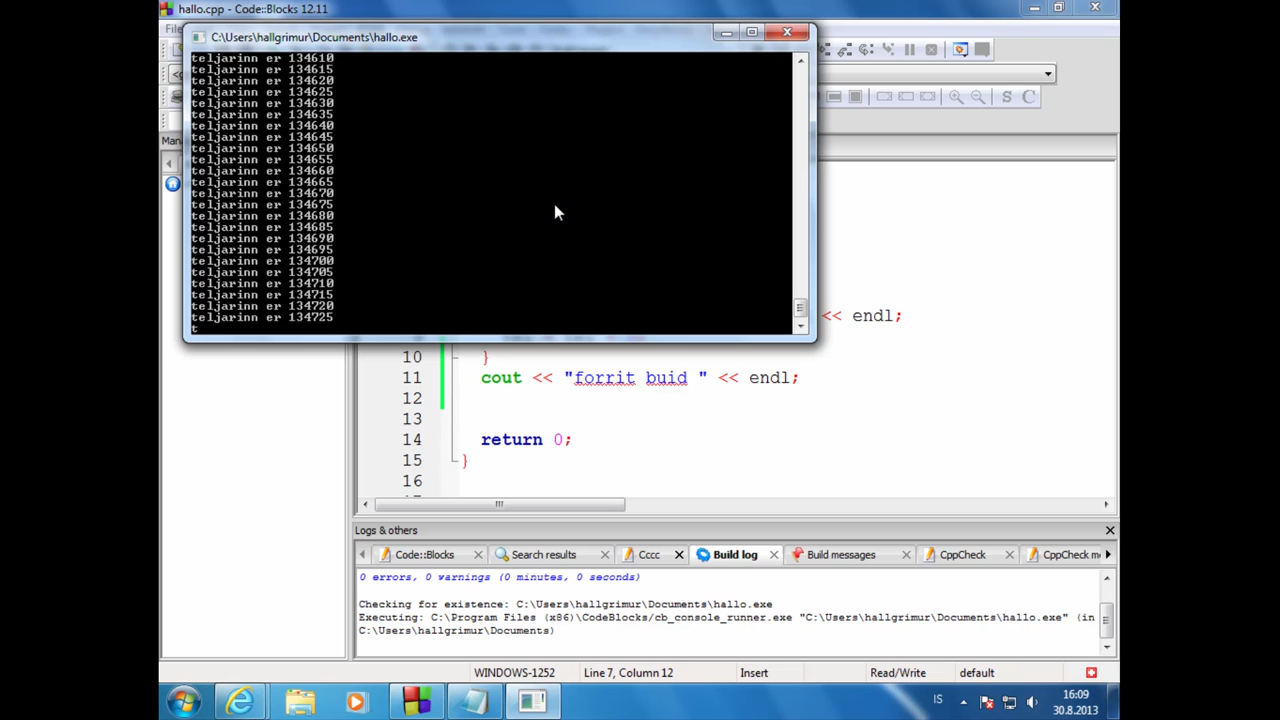 hallo.cpp - Code::Blocks 12.11
C:\Users\hallgrimur\Documents\hallo.exe
teljarinn er 134610
teljarinn er 134615
teljarinn er 134620
teljarinn er 134625
teljarinn er 134630
teljarinn er 134635
teljarinn er 134640
teljarinn er 134645
teljarinn er 134650
teljarinn er 134655
teljarinn er 134660
teljarinn er 134665
teljarinn er 134670
teljarinn er 134675
teljarinn er 134680
teljarinn er 134685
teljarinn er 134690
teljarinn er 134695
teljarinn er 134700
teljarinn er 134705
teljarinn er 134710
teljarinn er 134715
teljarinn er 134720
teljarinn er 134725
t
S C
<< endl;
10 }
11 cout << "forrit buid " << endl;
12
13
14 return 0;
15 }
16
Logs & others
Code::Blocks Search results Cccc Build log Build messages CppCheck CppCheck me
0 errors, 0 warnings (0 minutes, 0 seconds)
Checking for existence: C:\Users\hallgrimur\Documents\hallo.exe
Executing: C:\Program Files (x86)\CodeBlocks/cb_console_runner.exe "C:\Users\hallgrimur\Documents\hallo.exe" (in
C:\Users\hallgrimur\Documents)
WINDOWS-1252 Line 7, Column 12 Insert Read/Write default
IS 16:09
30.8.2013